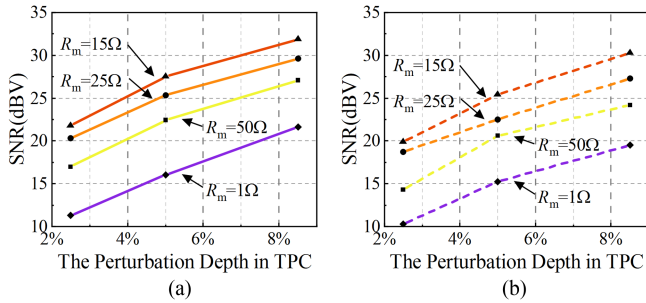 35
30
25
20
15
10
SNR(dBV)
Rm=15Ω
Rm=25Ω
Rm=50Ω
Rm=1Ω
2% 4% 6% 8%
The Perturbation Depth in TPC
(a)
35
30
25
20
15
10
SNR(dBV)
Rm=15Ω
Rm=25Ω
Rm=50Ω
Rm=1Ω
2% 4% 6% 8%
The Perturbation Depth in TPC
(b)